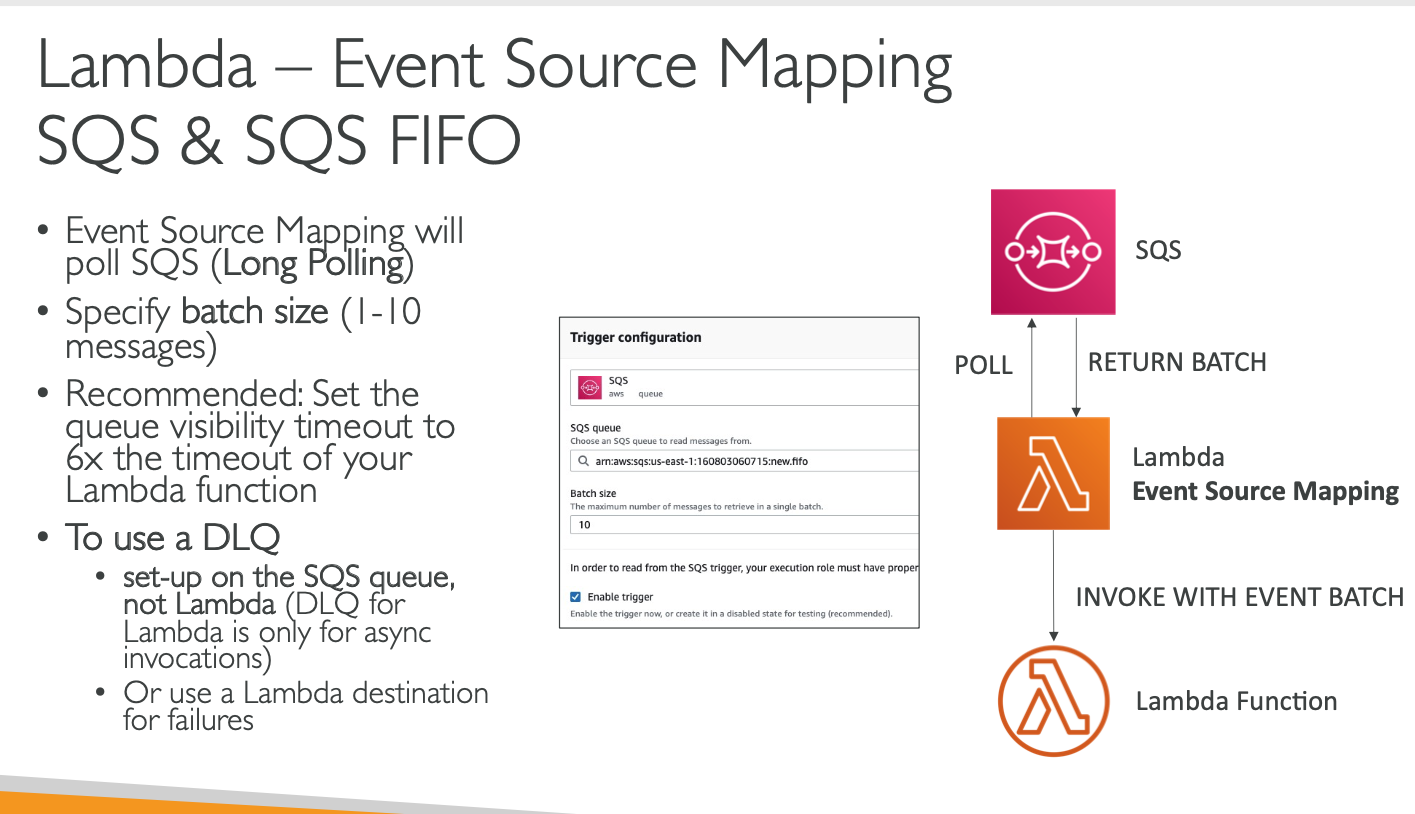 Lambda – Event Source Mapping
SQS & SQS FIFO
• Event Source Mapping will
poll SQS (Long Polling)
• Specify batch size (1-10
messages)
• Recommended: Set the
queue visibility timeout to
6x the timeout of your
Lambda function
• To use a DLQ
• set-up on the SQS queue,
not Lambda (DLQ for
Lambda is only for async
invocations)
• Or use a Lambda destination
for failures
Trigger configuration
SQS
aws queue
SQS queue
Choose an SQS queue to read messages from.
arn:aws:sqs:us-east-1:160803060715:new.fifo
Batch size
The maximum number of messages to retrieve in a single batch.
10
In order to read from the SQS trigger, your execution role must have proper
Enable trigger
Enable the trigger now, or create it in a disabled state for testing (recommended).
SQS
POLL
RETURN BATCH
Lambda
Event Source Mapping
INVOKE WITH EVENT BATCH
Lambda Function